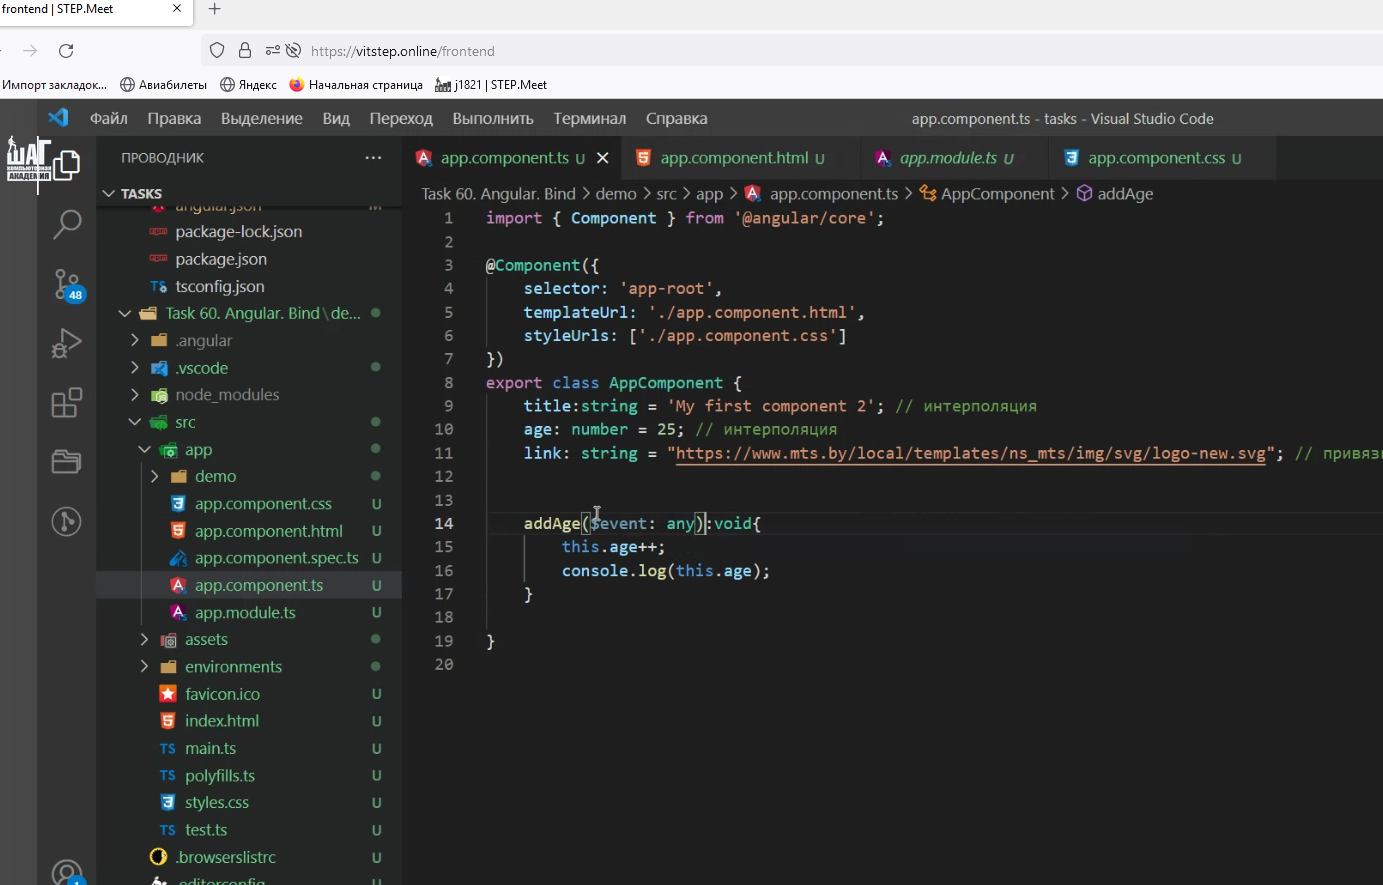 frontend | STEP.Meet
https://vitstep.online/frontend
Импорт закладок... Авиабилеты Яндекс Начальная страница j1821 | STEP.Meet
Файл Правка Выделение Вид Переход Выполнить Терминал Справка app.component.ts - tasks - Visual Studio Code
ШАГ
КОМПЬЮТЕРНАЯ
АКАДЕМИЯ
ПРОВОДНИК
TASKS
angular.json M
package-lock.json
package.json
tsconfig.json
Task 60. Angular. Bind \ de...
.angular
.vscode
node_modules
src
app
demo
app.component.css U
app.component.html U
app.component.spec.ts U
app.component.ts U
app.module.ts U
assets
environments
favicon.ico U
index.html U
main.ts U
polyfills.ts U
styles.css U
test.ts U
.browserslistrc U
.editorconfig U
48
1
app.component.ts U app.component.html U app.module.ts U app.component.css U
Task 60. Angular. Bind > demo > src > app > app.component.ts > AppComponent > addAge
1 import { Component } from '@angular/core';
2
3 @Component({
4 selector: 'app-root',
5 templateUrl: './app.component.html',
6 styleUrls: ['./app.component.css']
7 })
8 export class AppComponent {
9 title:string = 'My first component 2'; // интерполяция
10 age: number = 25; // интерполяция
11 link: string = "https://www.mts.by/local/templates/ns_mts/img/svg/logo-new.svg"; // привяз
12
13
14 addAge($event: any):void{
15 this.age++;
16 console.log(this.age);
17 }
18
19 }
20